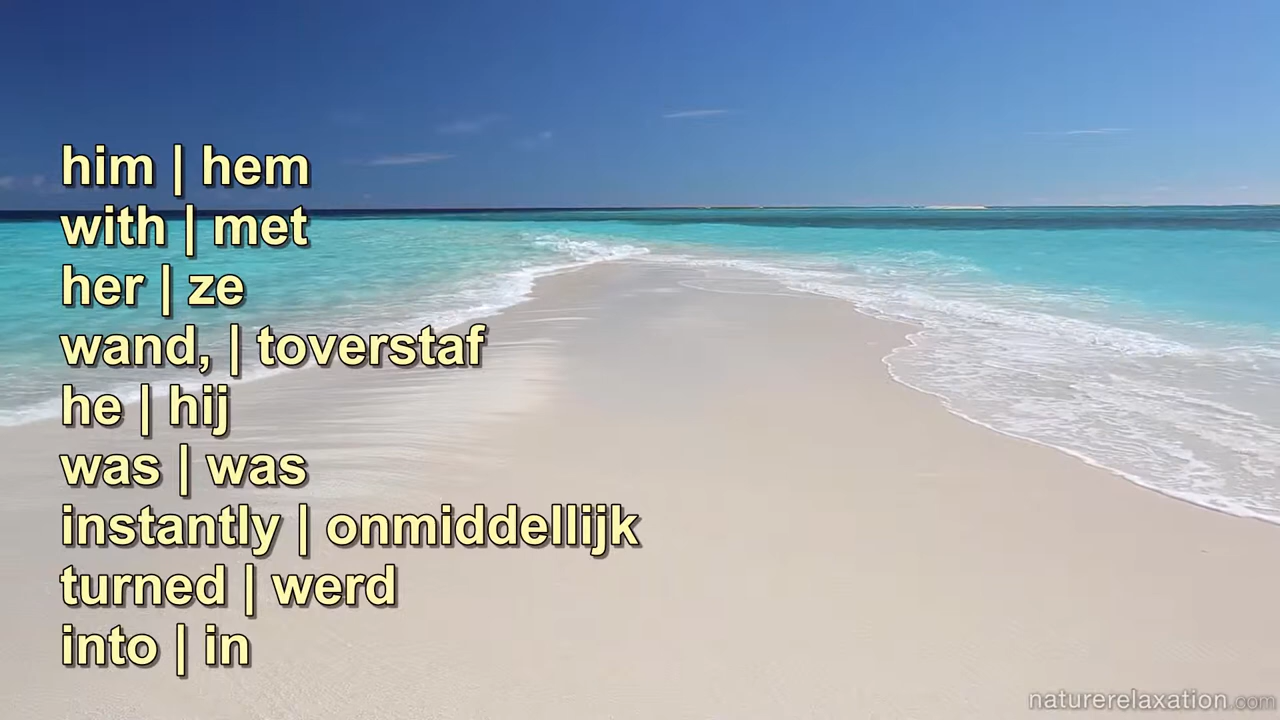 him | hem
with | met
her | ze
wand, | toverstaf
he | hij
was | was
instantly | onmiddellijk
turned | werd
into | in
naturerelaxation.com